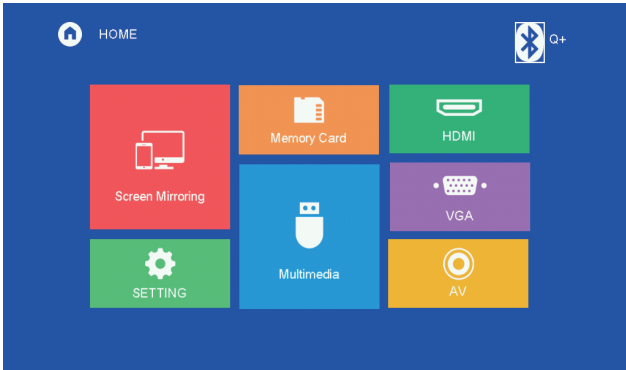 HOME
Q+
Screen Mirroring
Memory Card
HDMI
VGA
SETTING
Multimedia
AV